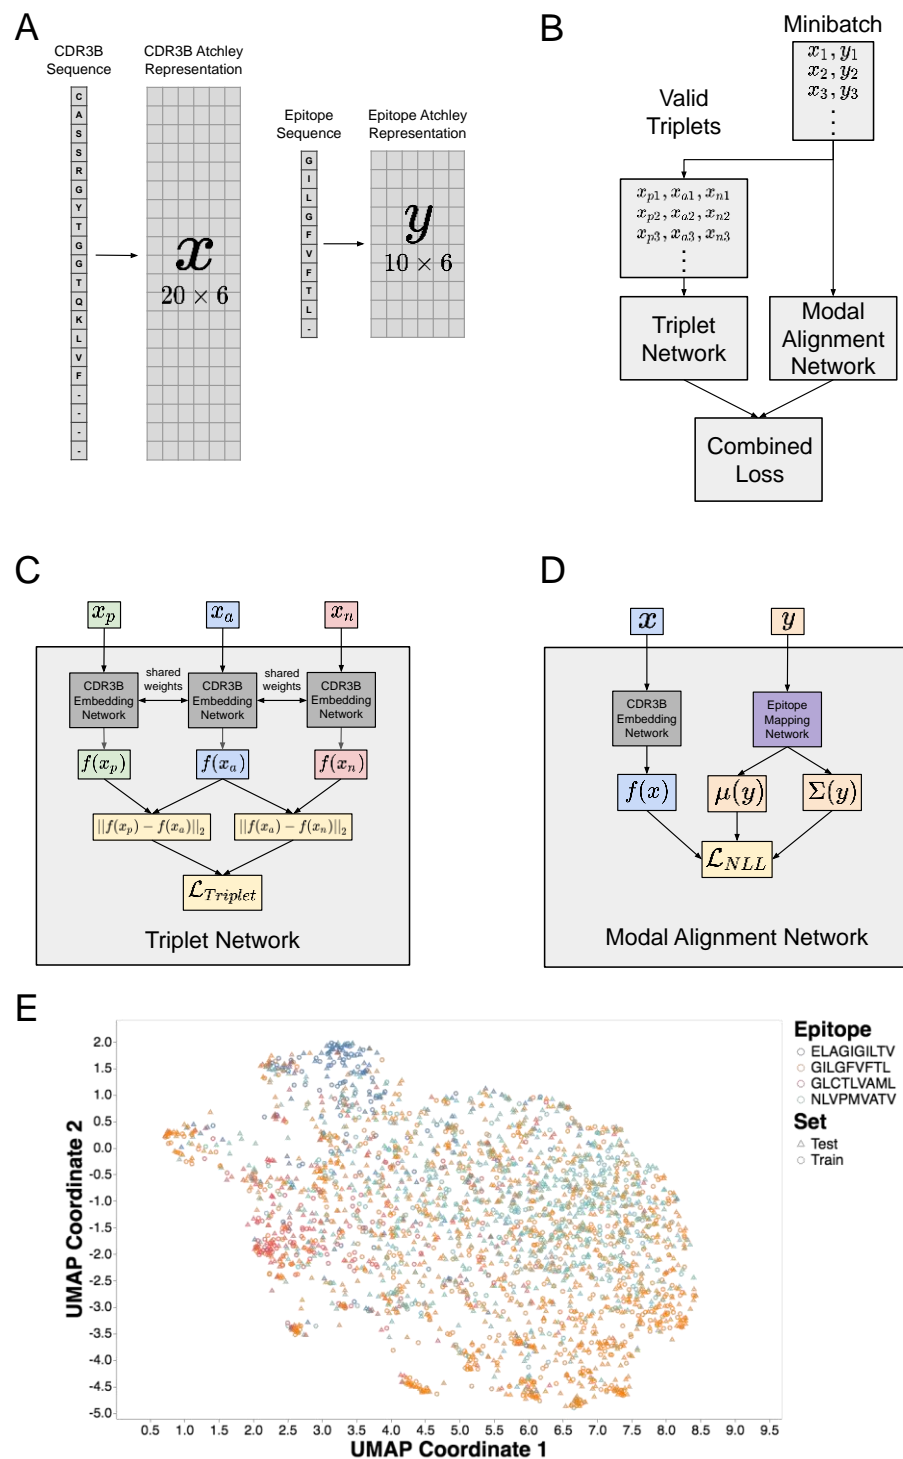 A
CDR3B
Sequence
CDR3B Atchley
Representation
C
A
S
S
R
G
Y
T
G
G
T
Q
K
L
V
F
-
-
-
-
x
20 × 6
Epitope
Sequence
Epitope Atchley
Representation
G
I
L
G
F
V
F
T
L
-
y
10 × 6
B
Minibatch
x₁, y₁
x₂, y₂
x₃, y₃
⋮
Valid
Triplets
xₚ₁, xₐ₁, xₙ₁
xₚ₂, xₐ₂, xₙ₂
xₚ₃, xₐ₃, xₙ₃
⋮
Triplet
Network
Modal
Alignment
Network
Combined
Loss
C
xₚ
xₐ
xₙ
CDR3B
Embedding
Network
shared
weights
CDR3B
Embedding
Network
shared
weights
CDR3B
Embedding
Network
f(xₚ)
f(xₐ)
f(xₙ)
||f(xₚ) − f(xₐ)||₂
||f(xₐ) − f(xₙ)||₂
ℒ_Triplet
Triplet Network
D
x
y
CDR3B
Embedding
Network
Epitope
Mapping
Network
f(x)
μ(y)
Σ(y)
ℒ_NLL
Modal Alignment Network
E
UMAP Coordinate 2
2.0
1.5
1.0
0.5
0.0
-0.5
-1.0
-1.5
-2.0
-2.5
-3.0
-3.5
-4.0
-4.5
-5.0
0.5 1.0 1.5 2.0 2.5 3.0 3.5 4.0 4.5 5.0 5.5 6.0 6.5 7.0 7.5 8.0 8.5 9.0 9.5
UMAP Coordinate 1
Epitope
ELAGIGILTV
GILGFVFTL
GLCTLVAML
NLVPMVATV
Set
Test
Train